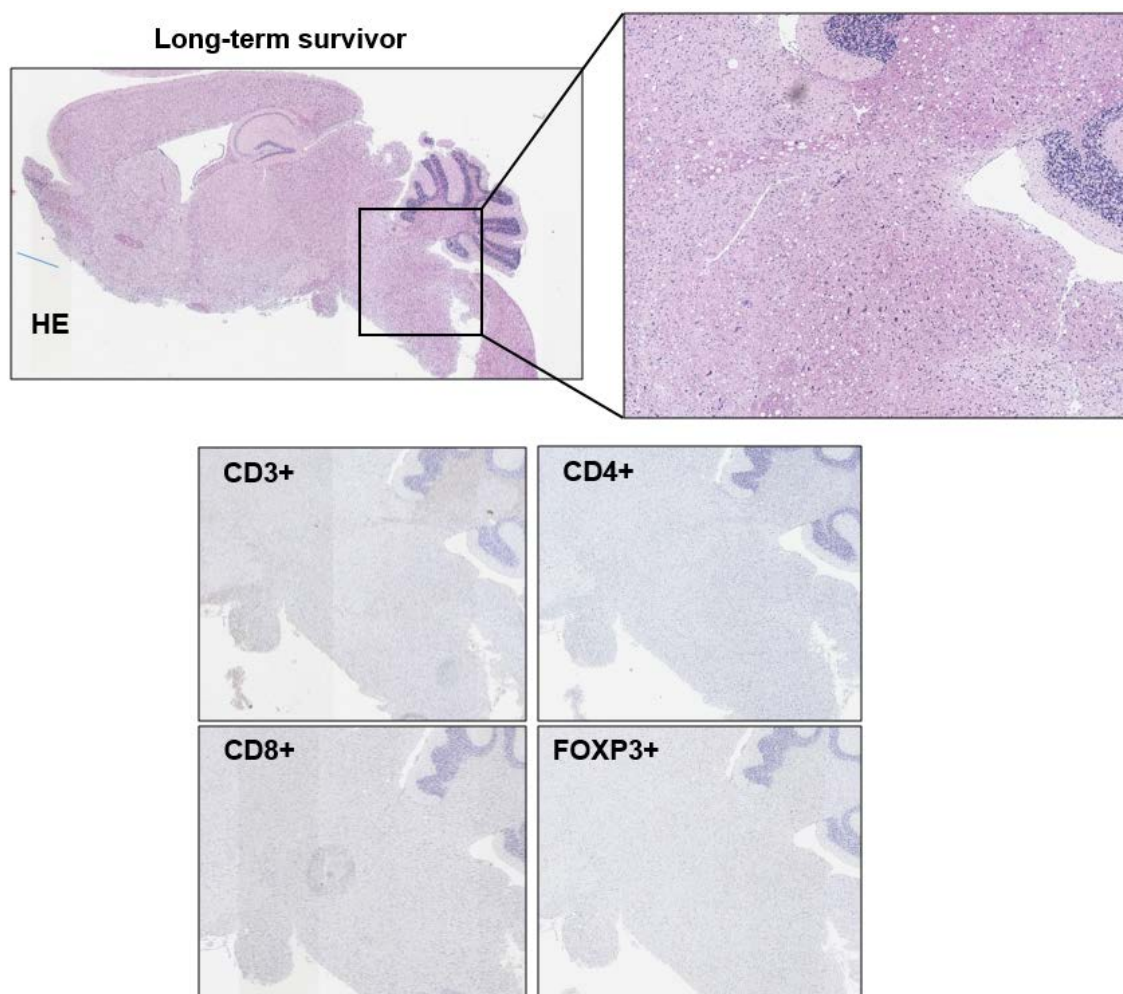 Long-term survivor
HE
CD3+
CD4+
CD8+
FOXP3+